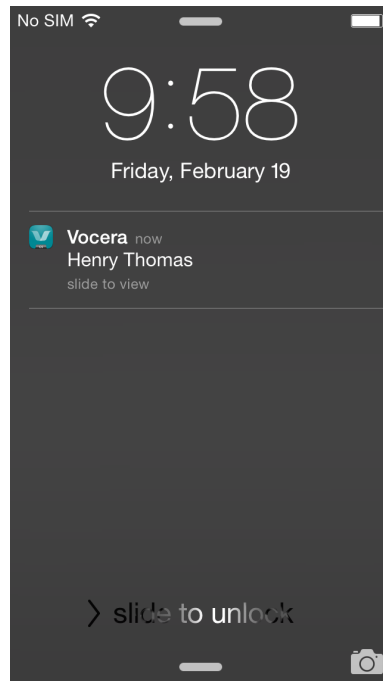 No SIM
9:58
Friday, February 19
Vocera now
Henry Thomas
slide to view
> slide to unlock